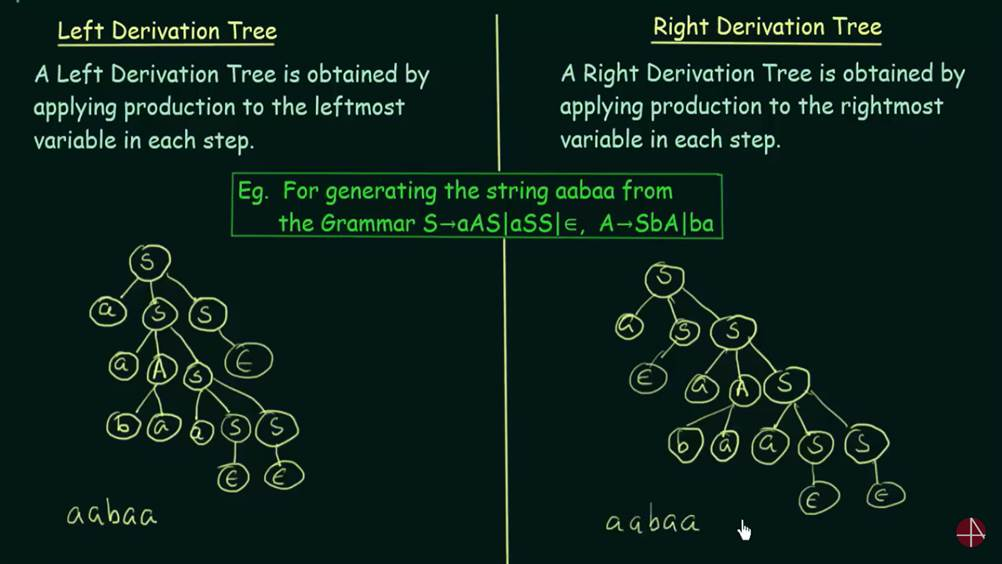 Left Derivation Tree
A Left Derivation Tree is obtained by
applying production to the leftmost
variable in each step.
Right Derivation Tree
A Right Derivation Tree is obtained by
applying production to the rightmost
variable in each step.
Eg. For generating the string aabaa from
the Grammar S→aAS|aSS|∈, A→SbA|ba
S
a S S
a A S ∈
b a a S S
∈ ∈
aabaa
S
a S S
∈ a A S
b a a S S
∈ ∈
aabaa